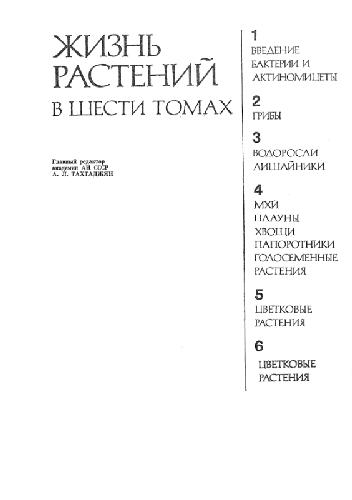 ЖИЗНЬ
РАСТЕНИЙ
В ШЕСТИ ТОМАХ
Главный редактор
академик АН СССР
А. Л. ТАХТАДЖЯН
1
ВВЕДЕНИЕ
БАКТЕРИИ И
АКТИНОМИЦЕТЫ
2
ГРИБЫ
3
ВОДОРОСЛИ
ЛИШАЙНИКИ
4
МХИ
ПЛАУНЫ
ХВОЩИ
ПАПОРОТНИКИ
ГОЛОСЕМЕННЫЕ
РАСТЕНИЯ
5
ЦВЕТКОВЫЕ
РАСТЕНИЯ
6
ЦВЕТКОВЫЕ
РАСТЕНИЯ